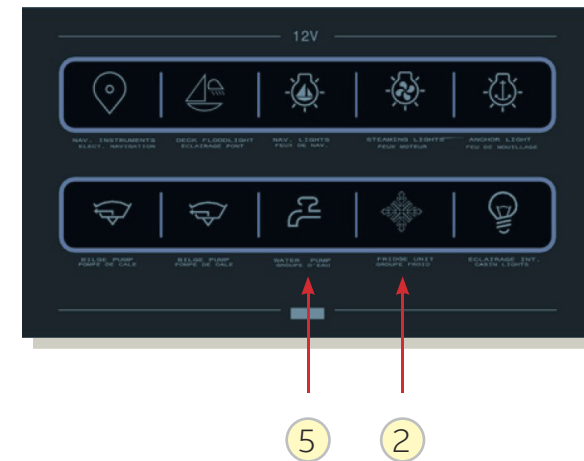 12V
NAV. INSTRUMENTS
ELECT. NAVIGATION
DECK FLOODLIGHT
ECLAIRAGE PONT
NAV. LIGHTS
FEUX DE NAV.
STEAMING LIGHTS
FEUX MOTEUR
ANCHOR LIGHT
FEU DE MOUILLAGE
BILGE PUMP
POMPE DE CALE
BILGE PUMP
POMPE DE CALE
WATER PUMP
GROUPE D'EAU
FRIDGE UNIT
GROUPE FROID
ECLAIRAGE INT.
CABIN LIGHTS
5
2